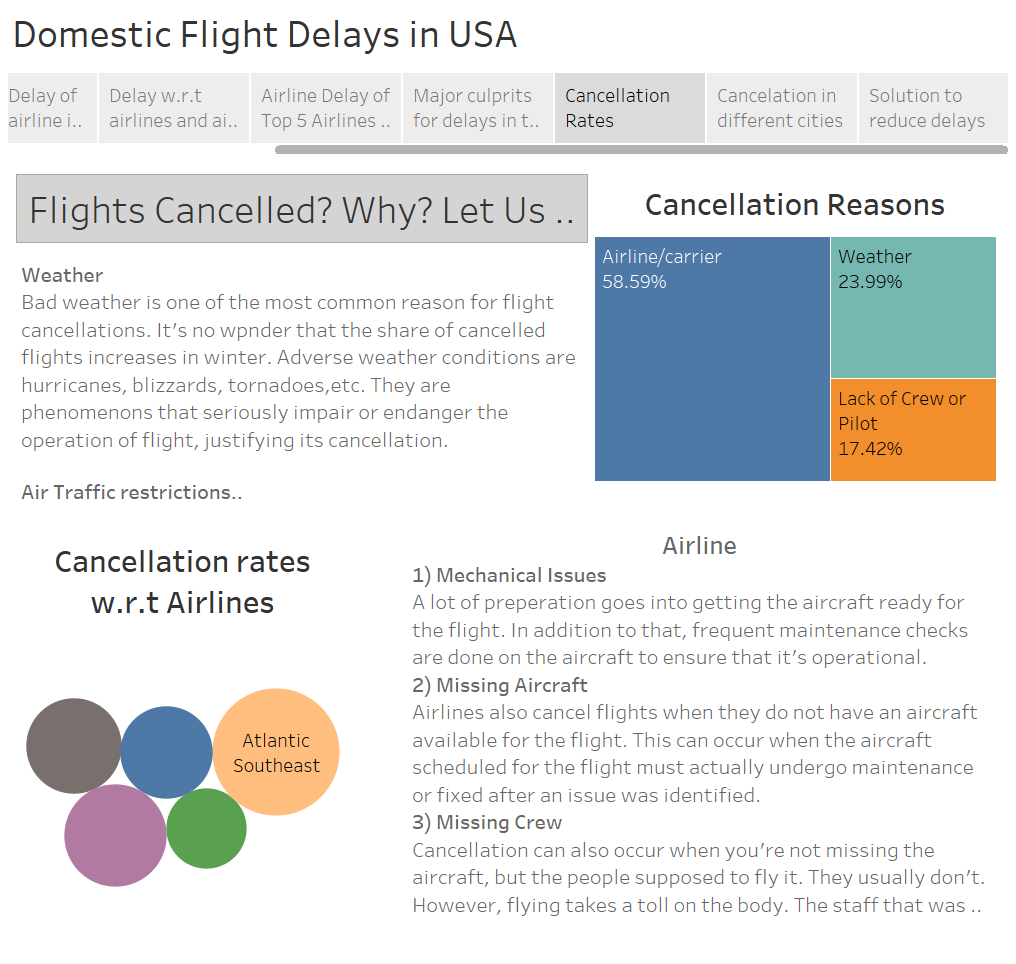 Domestic Flight Delays in USA
Delay of
airline i..
Delay w.r.t
airlines and ai..
Airline Delay of
Top 5 Airlines ..
Major culprits
for delays in t..
Cancellation
Rates
Cancelation in
different cities
Solution to
reduce delays
Flights Cancelled? Why? Let Us ..
Weather
Bad weather is one of the most common reason for flight
cancellations. It's no wpnder that the share of cancelled
flights increases in winter. Adverse weather conditions are
hurricanes, blizzards, tornadoes,etc. They are
phenomenons that seriously impair or endanger the
operation of flight, justifying its cancellation.
Air Traffic restrictions..
Cancellation Reasons
Airline/carrier
58.59%
Weather
23.99%
Lack of Crew or
Pilot
17.42%
Cancellation rates
w.r.t Airlines
Atlantic
Southeast
Airline
1) Mechanical Issues
A lot of preperation goes into getting the aircraft ready for
the flight. In addition to that, frequent maintenance checks
are done on the aircraft to ensure that it's operational.
2) Missing Aircraft
Airlines also cancel flights when they do not have an aircraft
available for the flight. This can occur when the aircraft
scheduled for the flight must actually undergo maintenance
or fixed after an issue was identified.
3) Missing Crew
Cancellation can also occur when you're not missing the
aircraft, but the people supposed to fly it. They usually don't.
However, flying takes a toll on the body. The staff that was ..